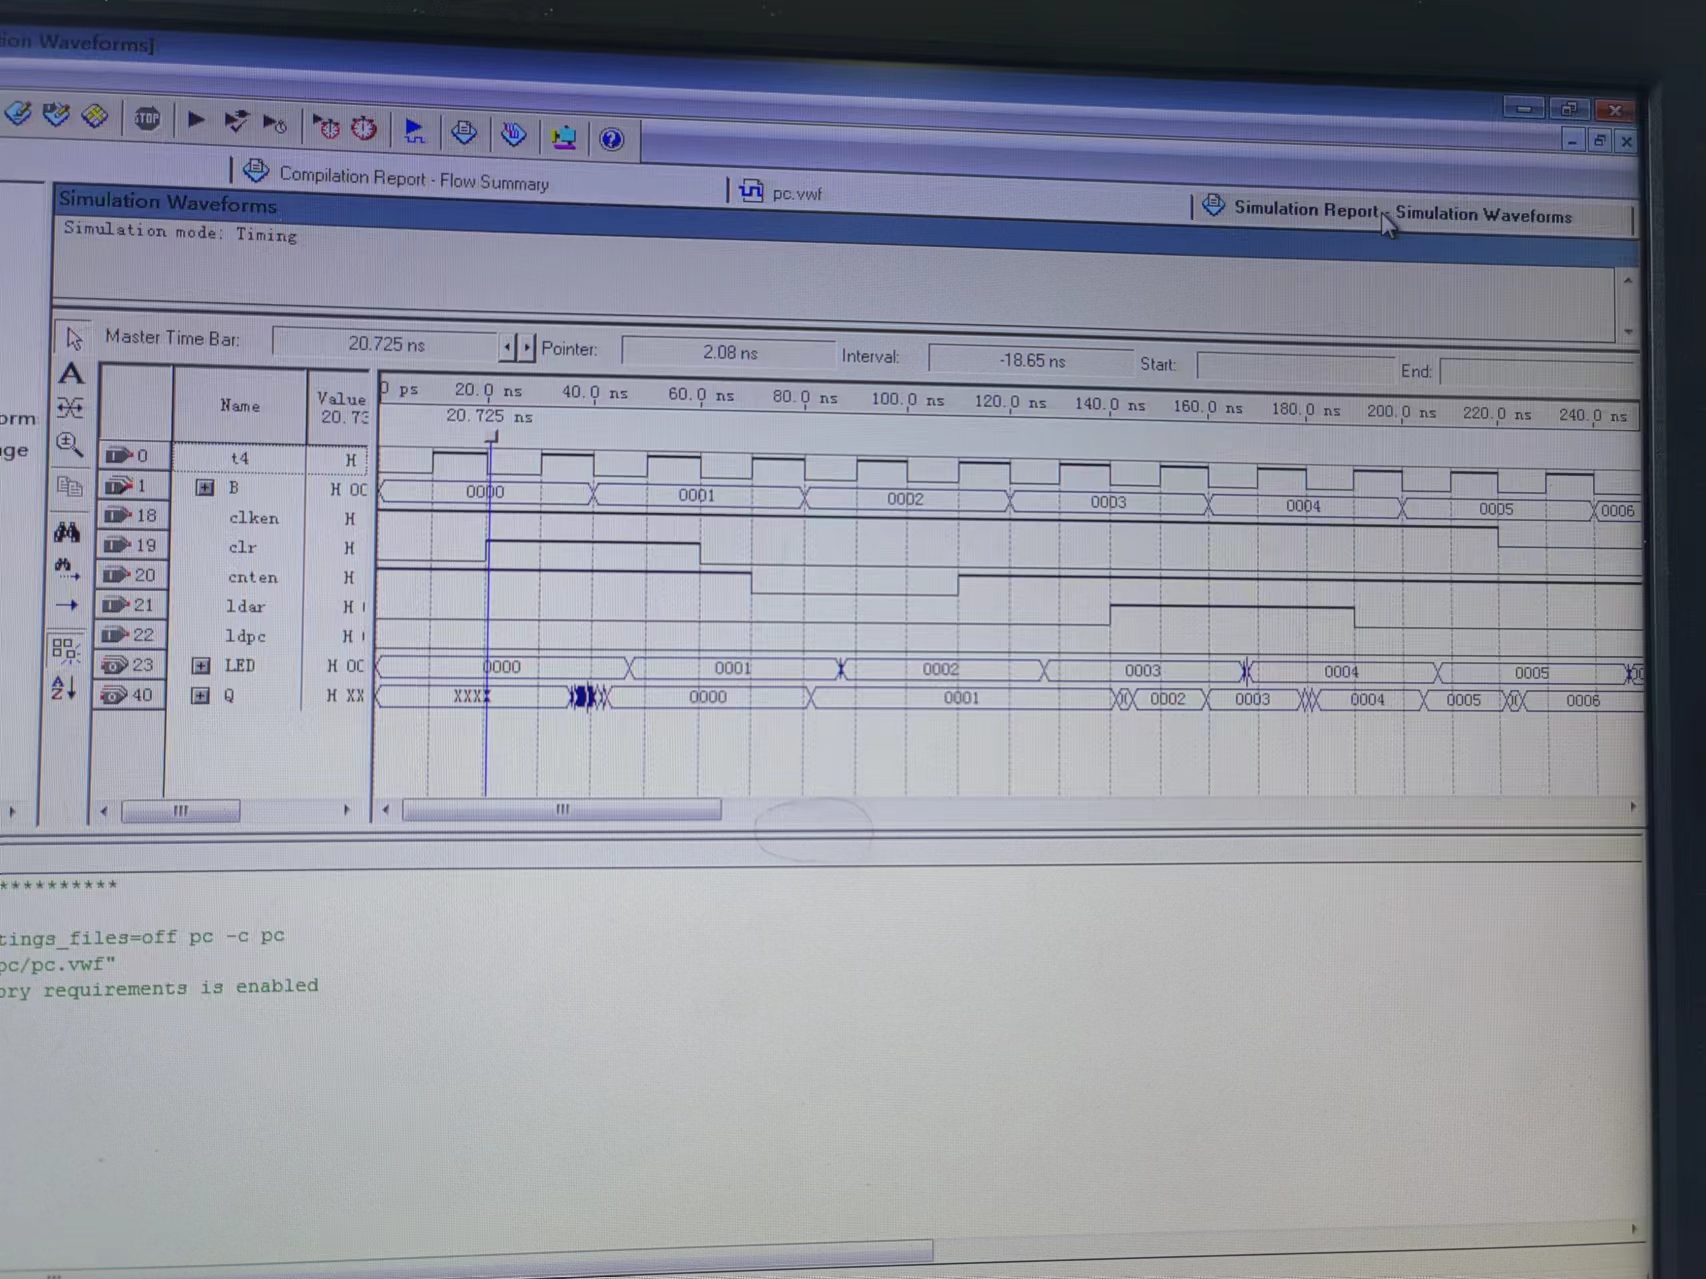 ion Waveforms]
STOP
Compilation Report - Flow Summary
pc.vwf
Simulation Report - Simulation Waveforms
Simulation Waveforms
Simulation mode: Timing
Master Time Bar:
20.725 ns
Pointer:
2.08 ns
Interval:
-18.65 ns
Start:
End:
orm
ge
A
Name
Value
20.73
0 ps
20.0 ns
40.0 ns
60.0 ns
80.0 ns
100.0 ns
120.0 ns
140.0 ns
160.0 ns
180.0 ns
200.0 ns
220.0 ns
240.0 ns
20.725 ns
0 t4 H
1 B H 0C 0000 0001 0002 0003 0004 0005 0006
18 clken H
19 clr H
20 cnten H
21 ldar H
22 ldpc H
23 LED H 0C 0000 0001 0002 0003 0004 0005
40 Q H XX XXXX 0000 0001 0002 0003 0004 0005 0006
A
Z
**********
tings_files=off pc -c pc
pc/pc.vwf"
ory requirements is enabled